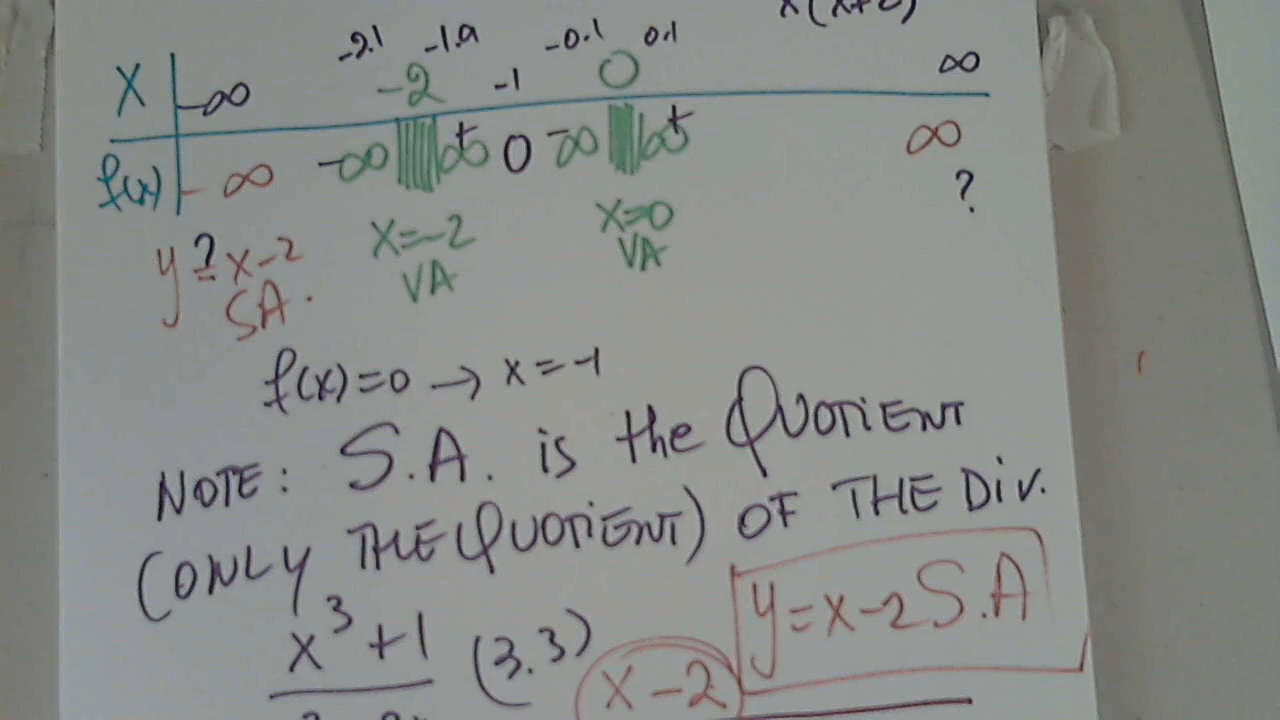 x(x+2)
-2.1 -1.9 -0.1 0.1
X -∞ -2 -1 0 ∞
f(x) -∞ -∞ ∞+ 0 -∞ ∞+ ∞
?
y ?= x-2 x=-2 x=0
SA. VA VA
f(x)=0 → x=-1
NOTE: S.A. is the QUOTIENT
(ONLY THE QUOTIENT) OF THE Div.
x³+1 (3.3) x-2 y=x-2 S.A